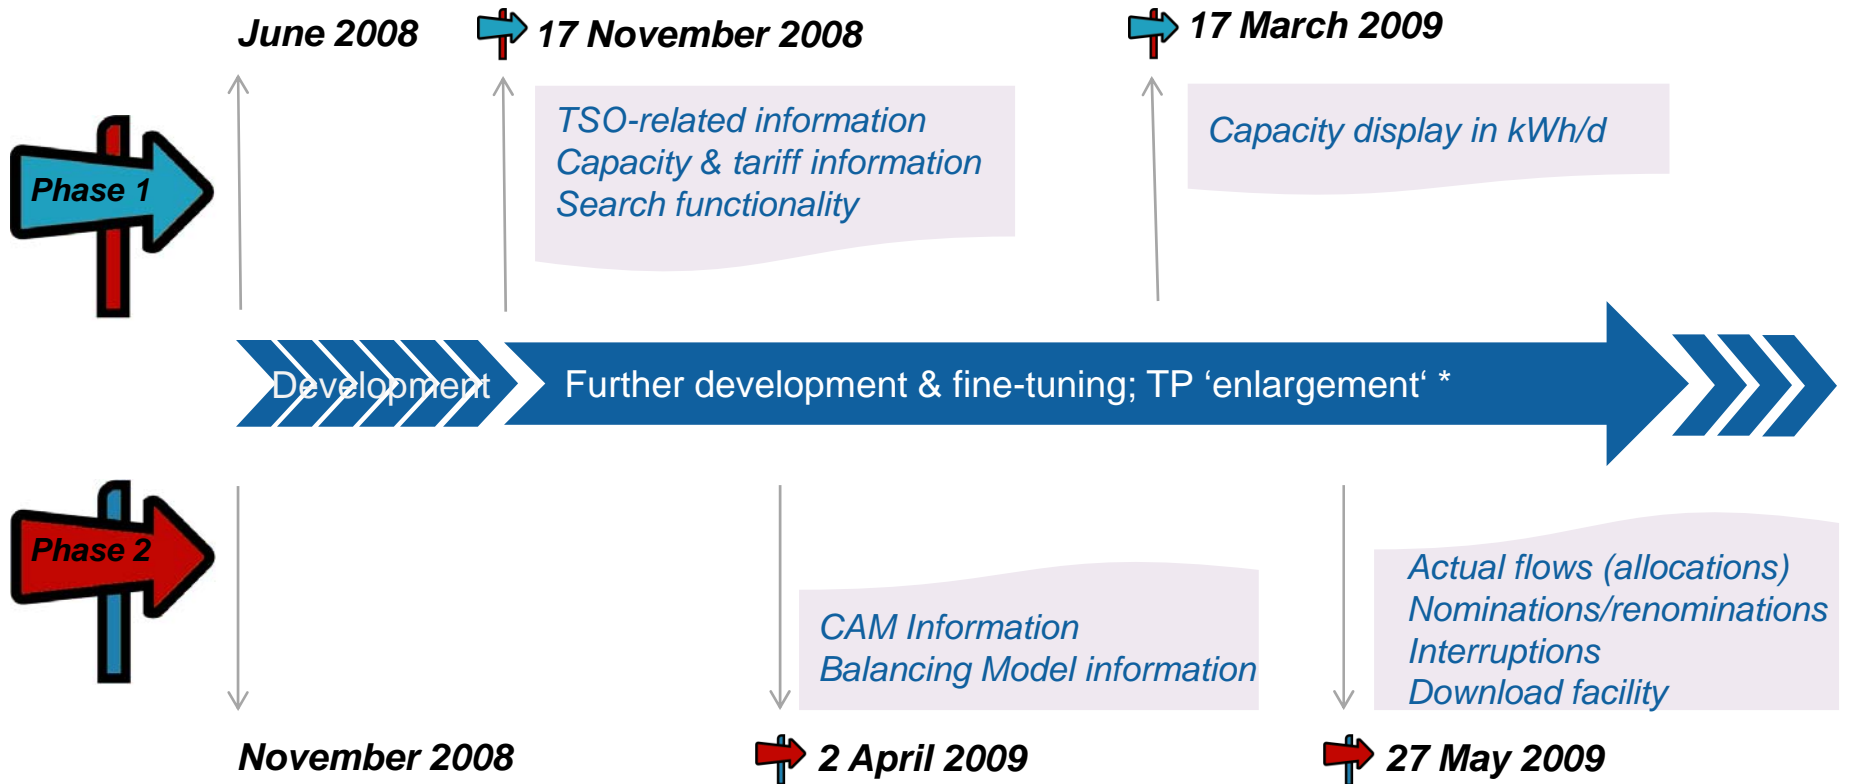 June 2008
17 November 2008
17 March 2009
Phase 1
TSO-related information
Capacity & tariff information
Search functionality
Capacity display in kWh/d
Development
Further development & fine-tuning; TP ‘enlargement‘ *
Phase 2
CAM Information
Balancing Model information
Actual flows (allocations)
Nominations/renominations
Interruptions
Download facility
November 2008
2 April 2009
27 May 2009